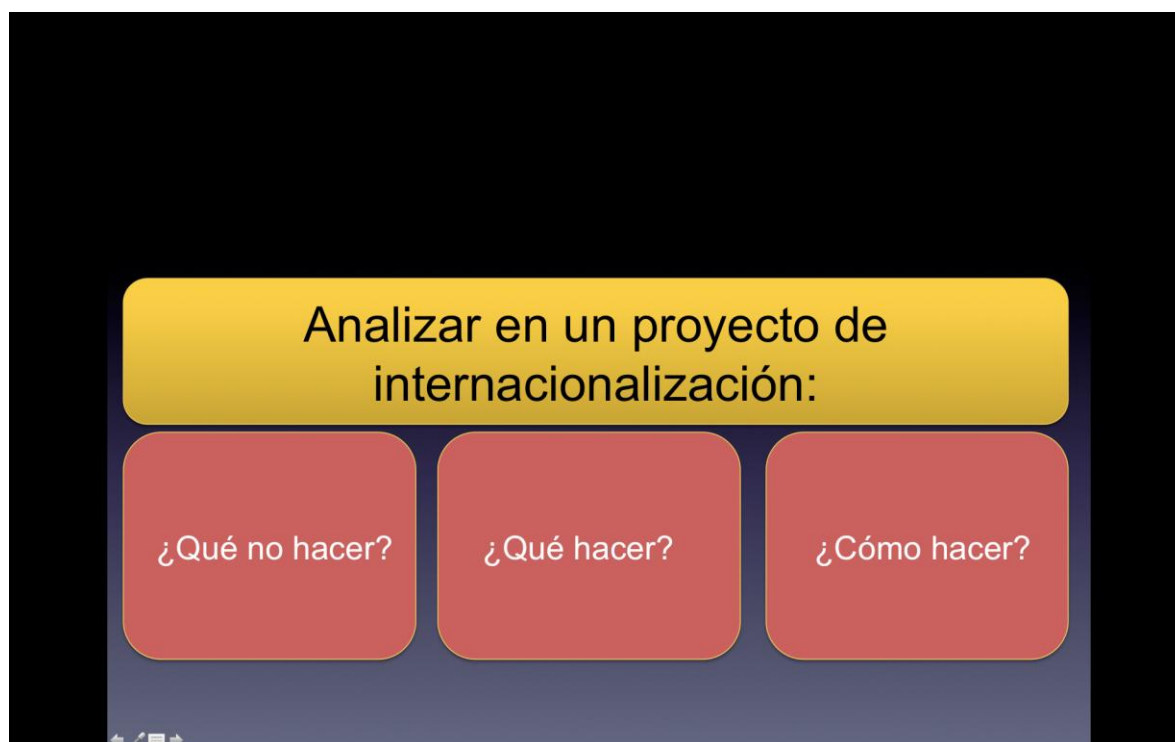 Analizar en un proyecto de
internacionalización:
¿Qué no hacer?
¿Qué hacer?
¿Cómo hacer?